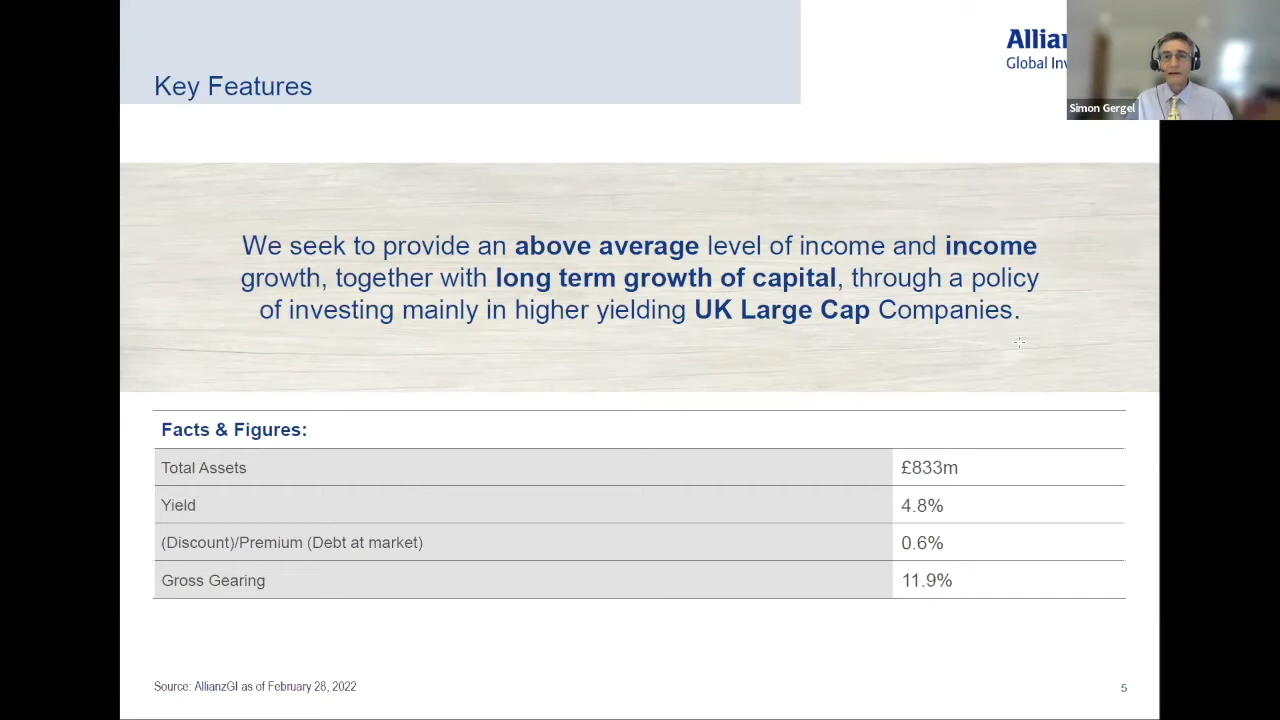 Key Features
Allian
Global Inv
Simon Gergel
We seek to provide an above average level of income and income
growth, together with long term growth of capital, through a policy
of investing mainly in higher yielding UK Large Cap Companies.
Facts & Figures:
Total Assets £833m
Yield 4.8%
(Discount)/Premium (Debt at market) 0.6%
Gross Gearing 11.9%
Source: AllianzGI as of February 28, 2022
5